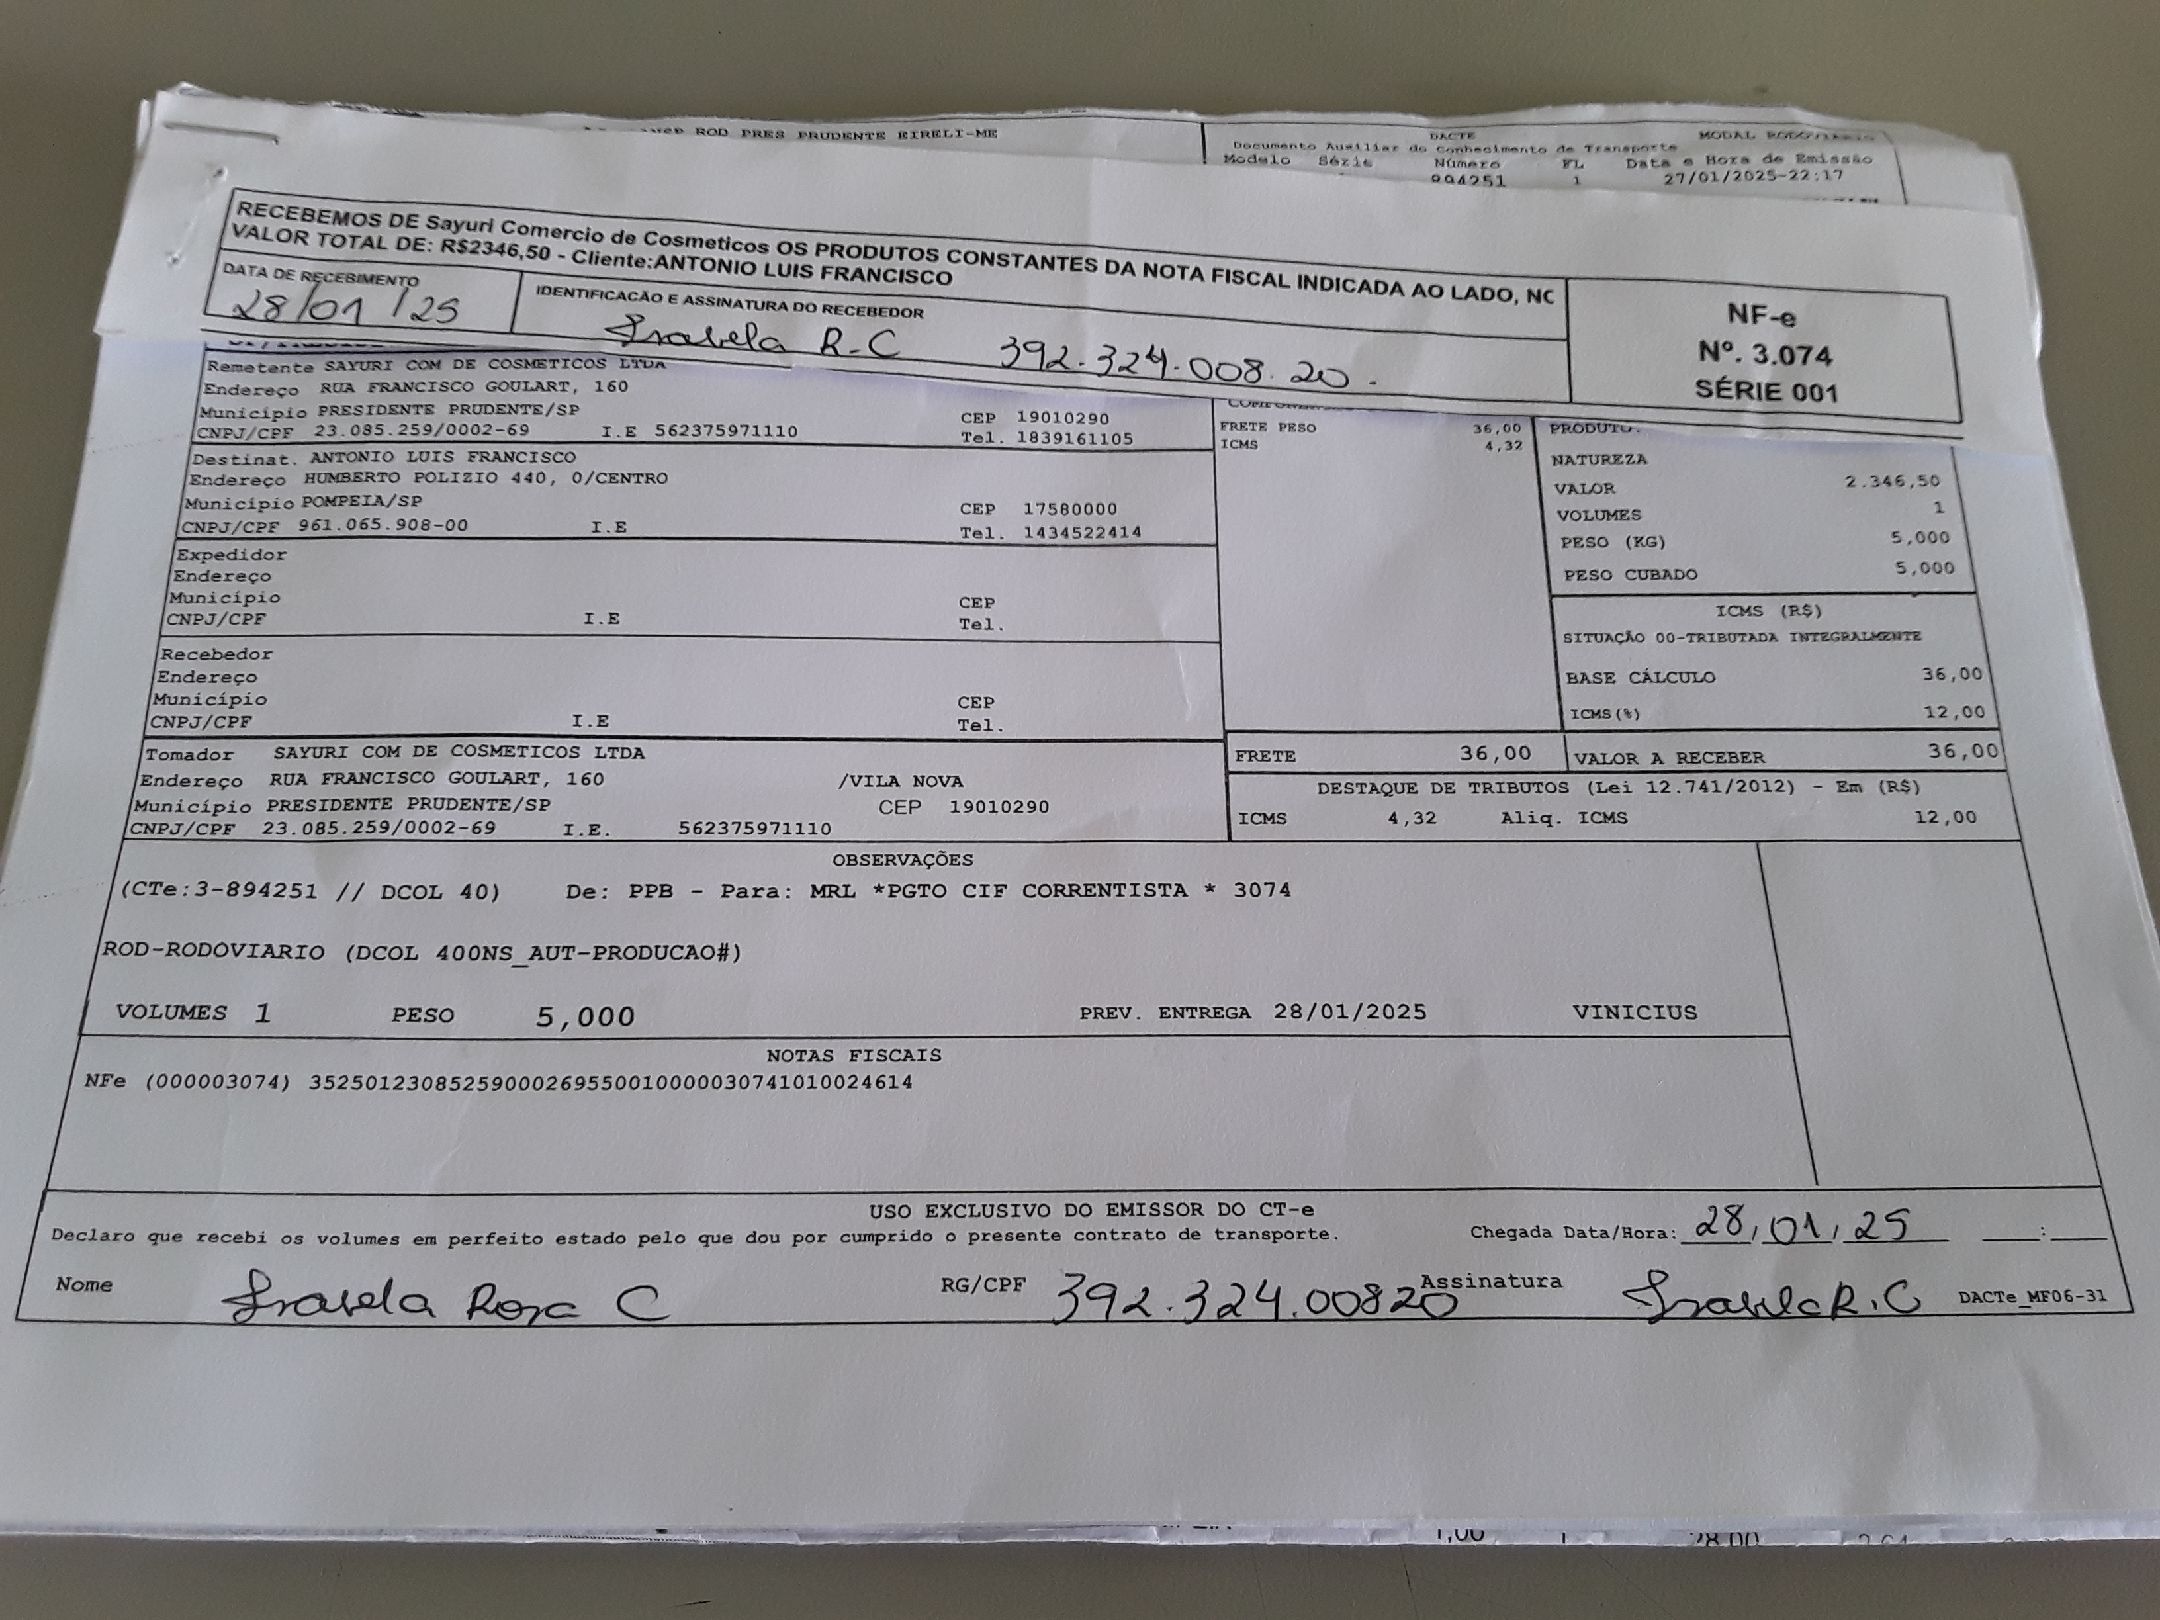 ROD PRES PRUDENTE EIRELI-ME
DACTE
MODAL RODOVIARIO
Documento Auxiliar do Conhecimento de Transporte
Modelo Série Número FL Data e Hora de Emissão
894251 1 27/01/2025-22:17
RECEBEMOS DE Sayuri Comercio de Cosmeticos OS PRODUTOS CONSTANTES DA NOTA FISCAL INDICADA AO LADO, NO
VALOR TOTAL DE: R$2346,50 - Cliente:ANTONIO LUIS FRANCISCO
DATA DE RECEBIMENTO
28/01/25
IDENTIFICAÇÃO E ASSINATURA DO RECEBEDOR
Isabela R.C 392.324.008.20.
NF-e
Nº. 3.074
SÉRIE 001
Remetente SAYURI COM DE COSMETICOS LTDA
Endereço RUA FRANCISCO GOULART, 160
Município PRESIDENTE PRUDENTE/SP CEP 19010290
CNPJ/CPF 23.085.259/0002-69 I.E 562375971110 Tel. 1839161105
Destinat. ANTONIO LUIS FRANCISCO
Endereço HUMBERTO POLIZIO 440, 0/CENTRO
Município POMPEIA/SP CEP 17580000
CNPJ/CPF 961.065.908-00 I.E Tel. 1434522414
Expedidor
Endereço
Município CEP
CNPJ/CPF I.E Tel.
Recebedor
Endereço
Município CEP
CNPJ/CPF I.E Tel.
Tomador SAYURI COM DE COSMETICOS LTDA
Endereço RUA FRANCISCO GOULART, 160 /VILA NOVA
Município PRESIDENTE PRUDENTE/SP CEP 19010290
CNPJ/CPF 23.085.259/0002-69 I.E. 562375971110
FRETE PESO 36,00
ICMS 4,32
PRODUTO.
NATUREZA
VALOR 2.346,50
VOLUMES 1
PESO (KG) 5,000
PESO CUBADO 5,000
ICMS (R$)
SITUAÇÃO 00-TRIBUTADA INTEGRALMENTE
BASE CÁLCULO 36,00
ICMS(%) 12,00
FRETE 36,00 VALOR A RECEBER 36,00
DESTAQUE DE TRIBUTOS (Lei 12.741/2012) - Em (R$)
ICMS 4,32 Aliq. ICMS 12,00
OBSERVAÇÕES
(CTe:3-894251 // DCOL 40) De: PPB - Para: MRL *PGTO CIF CORRENTISTA * 3074
ROD-RODOVIARIO (DCOL 400NS_AUT-PRODUCAO#)
VOLUMES 1 PESO 5,000 PREV. ENTREGA 28/01/2025 VINICIUS
NOTAS FISCAIS
NFe (000003074) 35250123085259000269550010000030741010024614
USO EXCLUSIVO DO EMISSOR DO CT-e
Declaro que recebi os volumes em perfeito estado pelo que dou por cumprido o presente contrato de transporte. Chegada Data/Hora: 28/01/25 __:__
Nome Isabela Rosa C RG/CPF 392.324.00820 Assinatura Isabela R.C DACTe_MF06-31
1,00 1 28,00